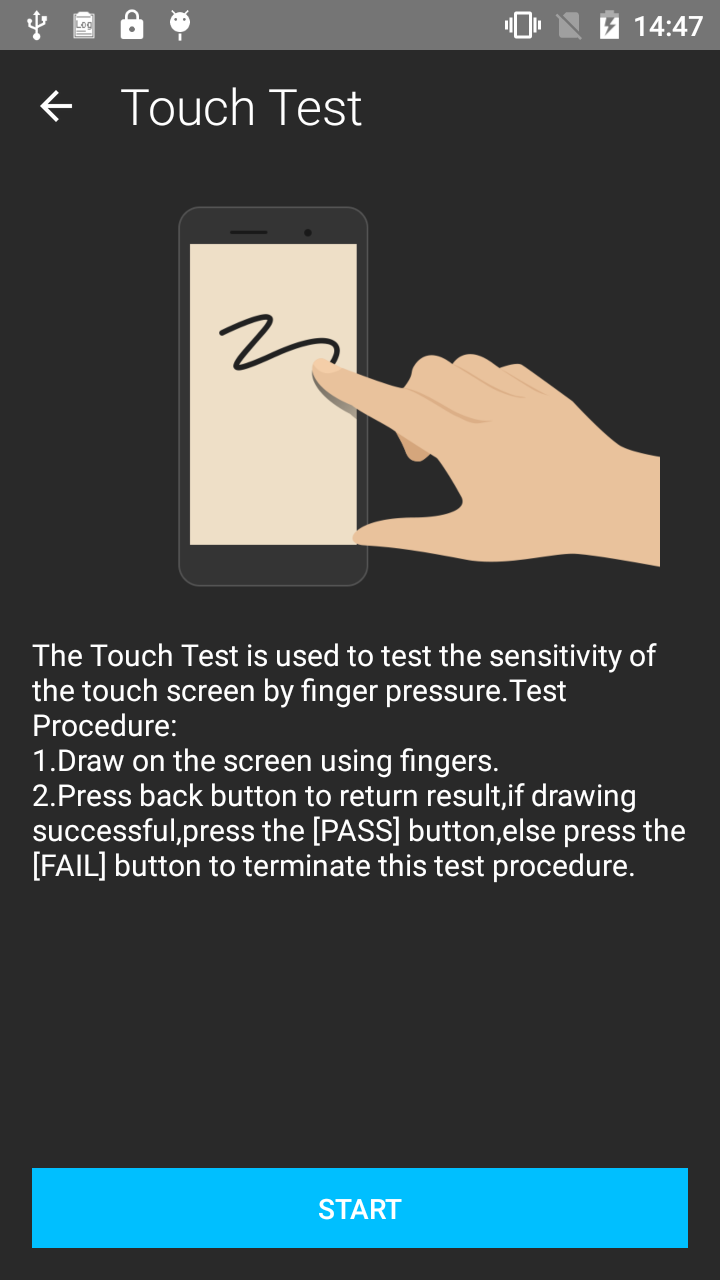 Log
14:47
Touch Test
The Touch Test is used to test the sensitivity of
the touch screen by finger pressure.Test
Procedure:
1.Draw on the screen using fingers.
2.Press back button to return result,if drawing
successful,press the [PASS] button,else press the
[FAIL] button to terminate this test procedure.
START